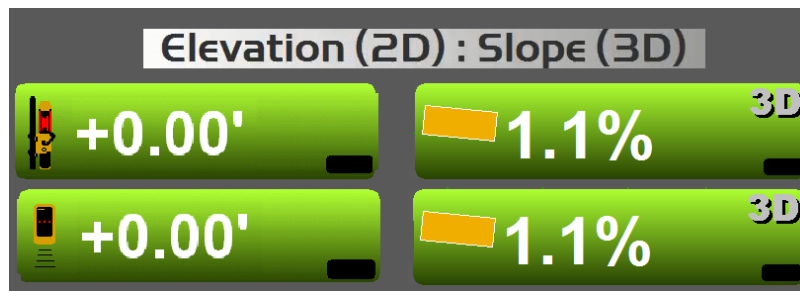 Elevation (2D) : Slope (3D)
+0.00' 1.1% 3D
+0.00' 1.1% 3D